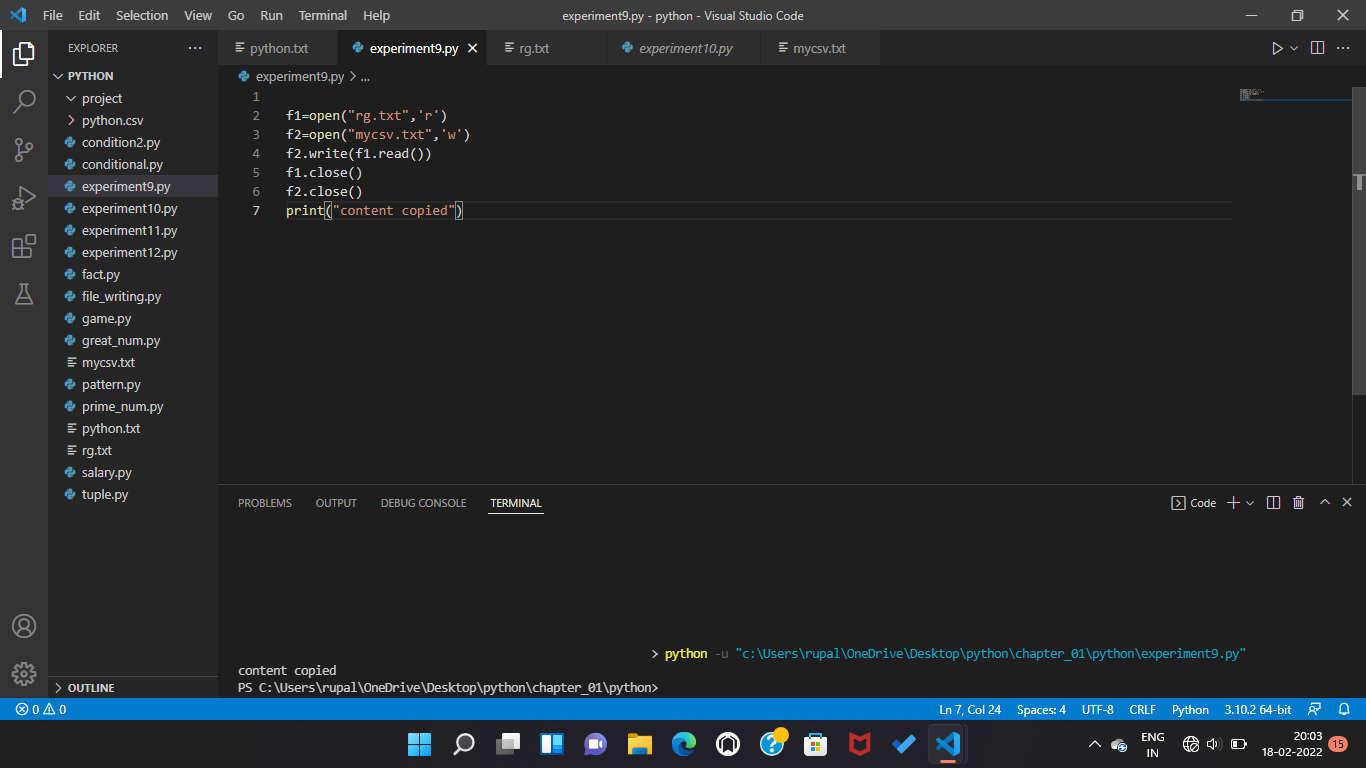 File Edit Selection View Go Run Terminal Help experiment9.py - python - Visual Studio Code
EXPLORER ...
python.txt experiment9.py rg.txt experiment10.py mycsv.txt
PYTHON
project
python.csv
condition2.py
conditional.py
experiment9.py
experiment10.py
experiment11.py
experiment12.py
fact.py
file_writing.py
game.py
great_num.py
mycsv.txt
pattern.py
prime_num.py
python.txt
rg.txt
salary.py
tuple.py
OUTLINE
experiment9.py > ...
1
2 f1=open("rg.txt",'r')
3 f2=open("mycsv.txt",'w')
4 f2.write(f1.read())
5 f1.close()
6 f2.close()
7 print("content copied")
PROBLEMS OUTPUT DEBUG CONSOLE TERMINAL Code
> python -u "c:\Users\rupal\OneDrive\Desktop\python\chapter_01\python\experiment9.py"
content copied
PS C:\Users\rupal\OneDrive\Desktop\python\chapter_01\python>
0 0 Ln 7, Col 24 Spaces: 4 UTF-8 CRLF Python 3.10.2 64-bit
ENG 20:03
IN 18-02-2022 15